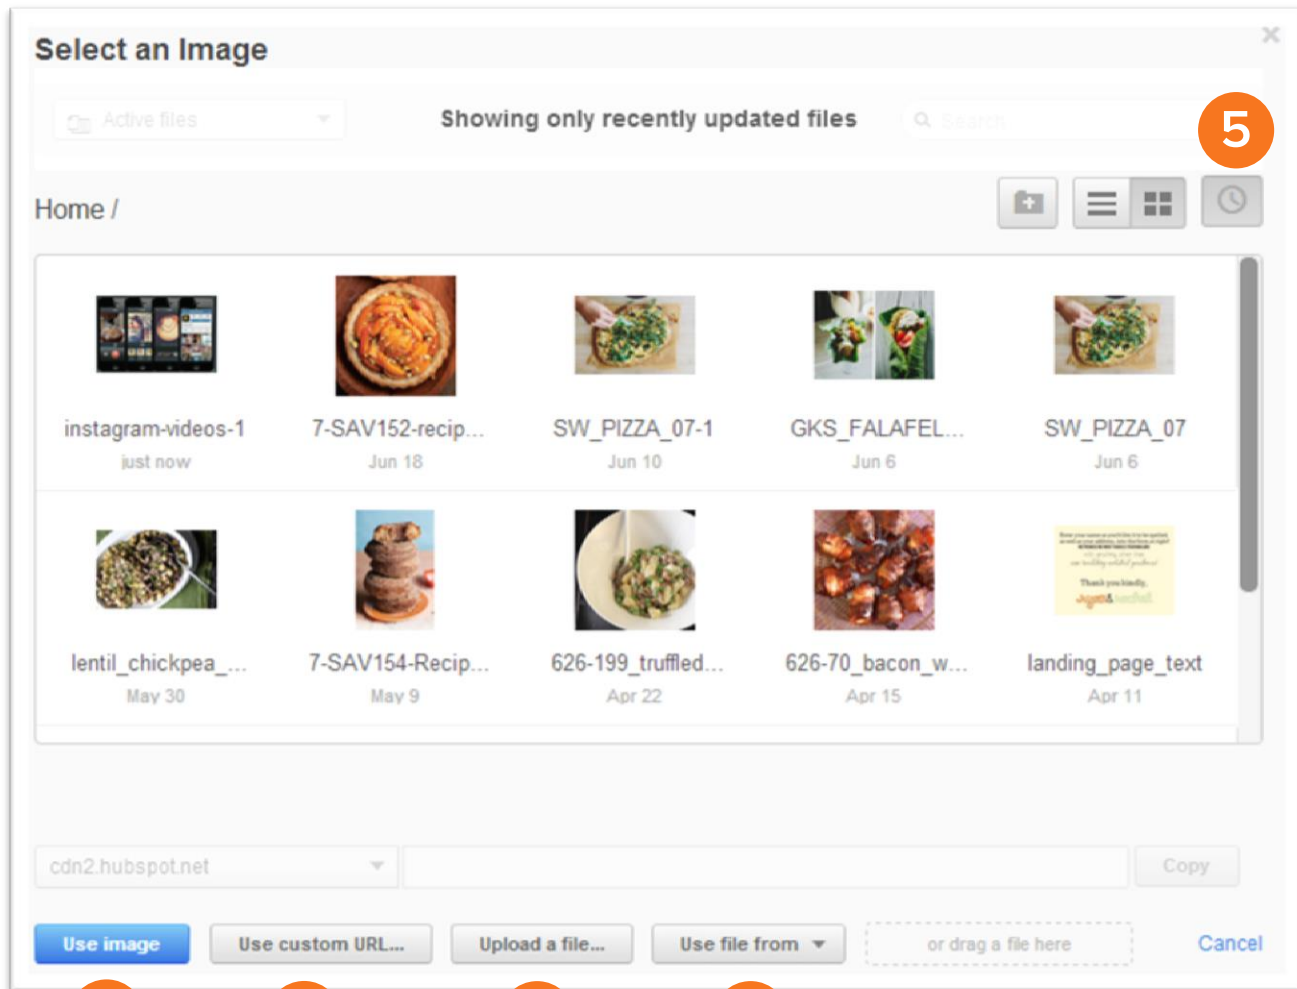 Select an Image
Active files
Showing only recently updated files
Search
5
Home /
instagram-videos-1
7-SAV152-recip...
SW_PIZZA_07-1
GKS_FALAFEL...
SW_PIZZA_07
just now
Jun 18
Jun 10
Jun 6
Jun 6
Thank you kindly,
lentil_chickpea_...
7-SAV154-Recip...
626-199_truffled...
626-70_bacon_w...
landing_page_text
May 30
May 9
Apr 22
Apr 15
Apr 11
cdn2.hubspot.net
Copy
Use image
Use custom URL...
Upload a file...
Use file from
or drag a file here
Cancel